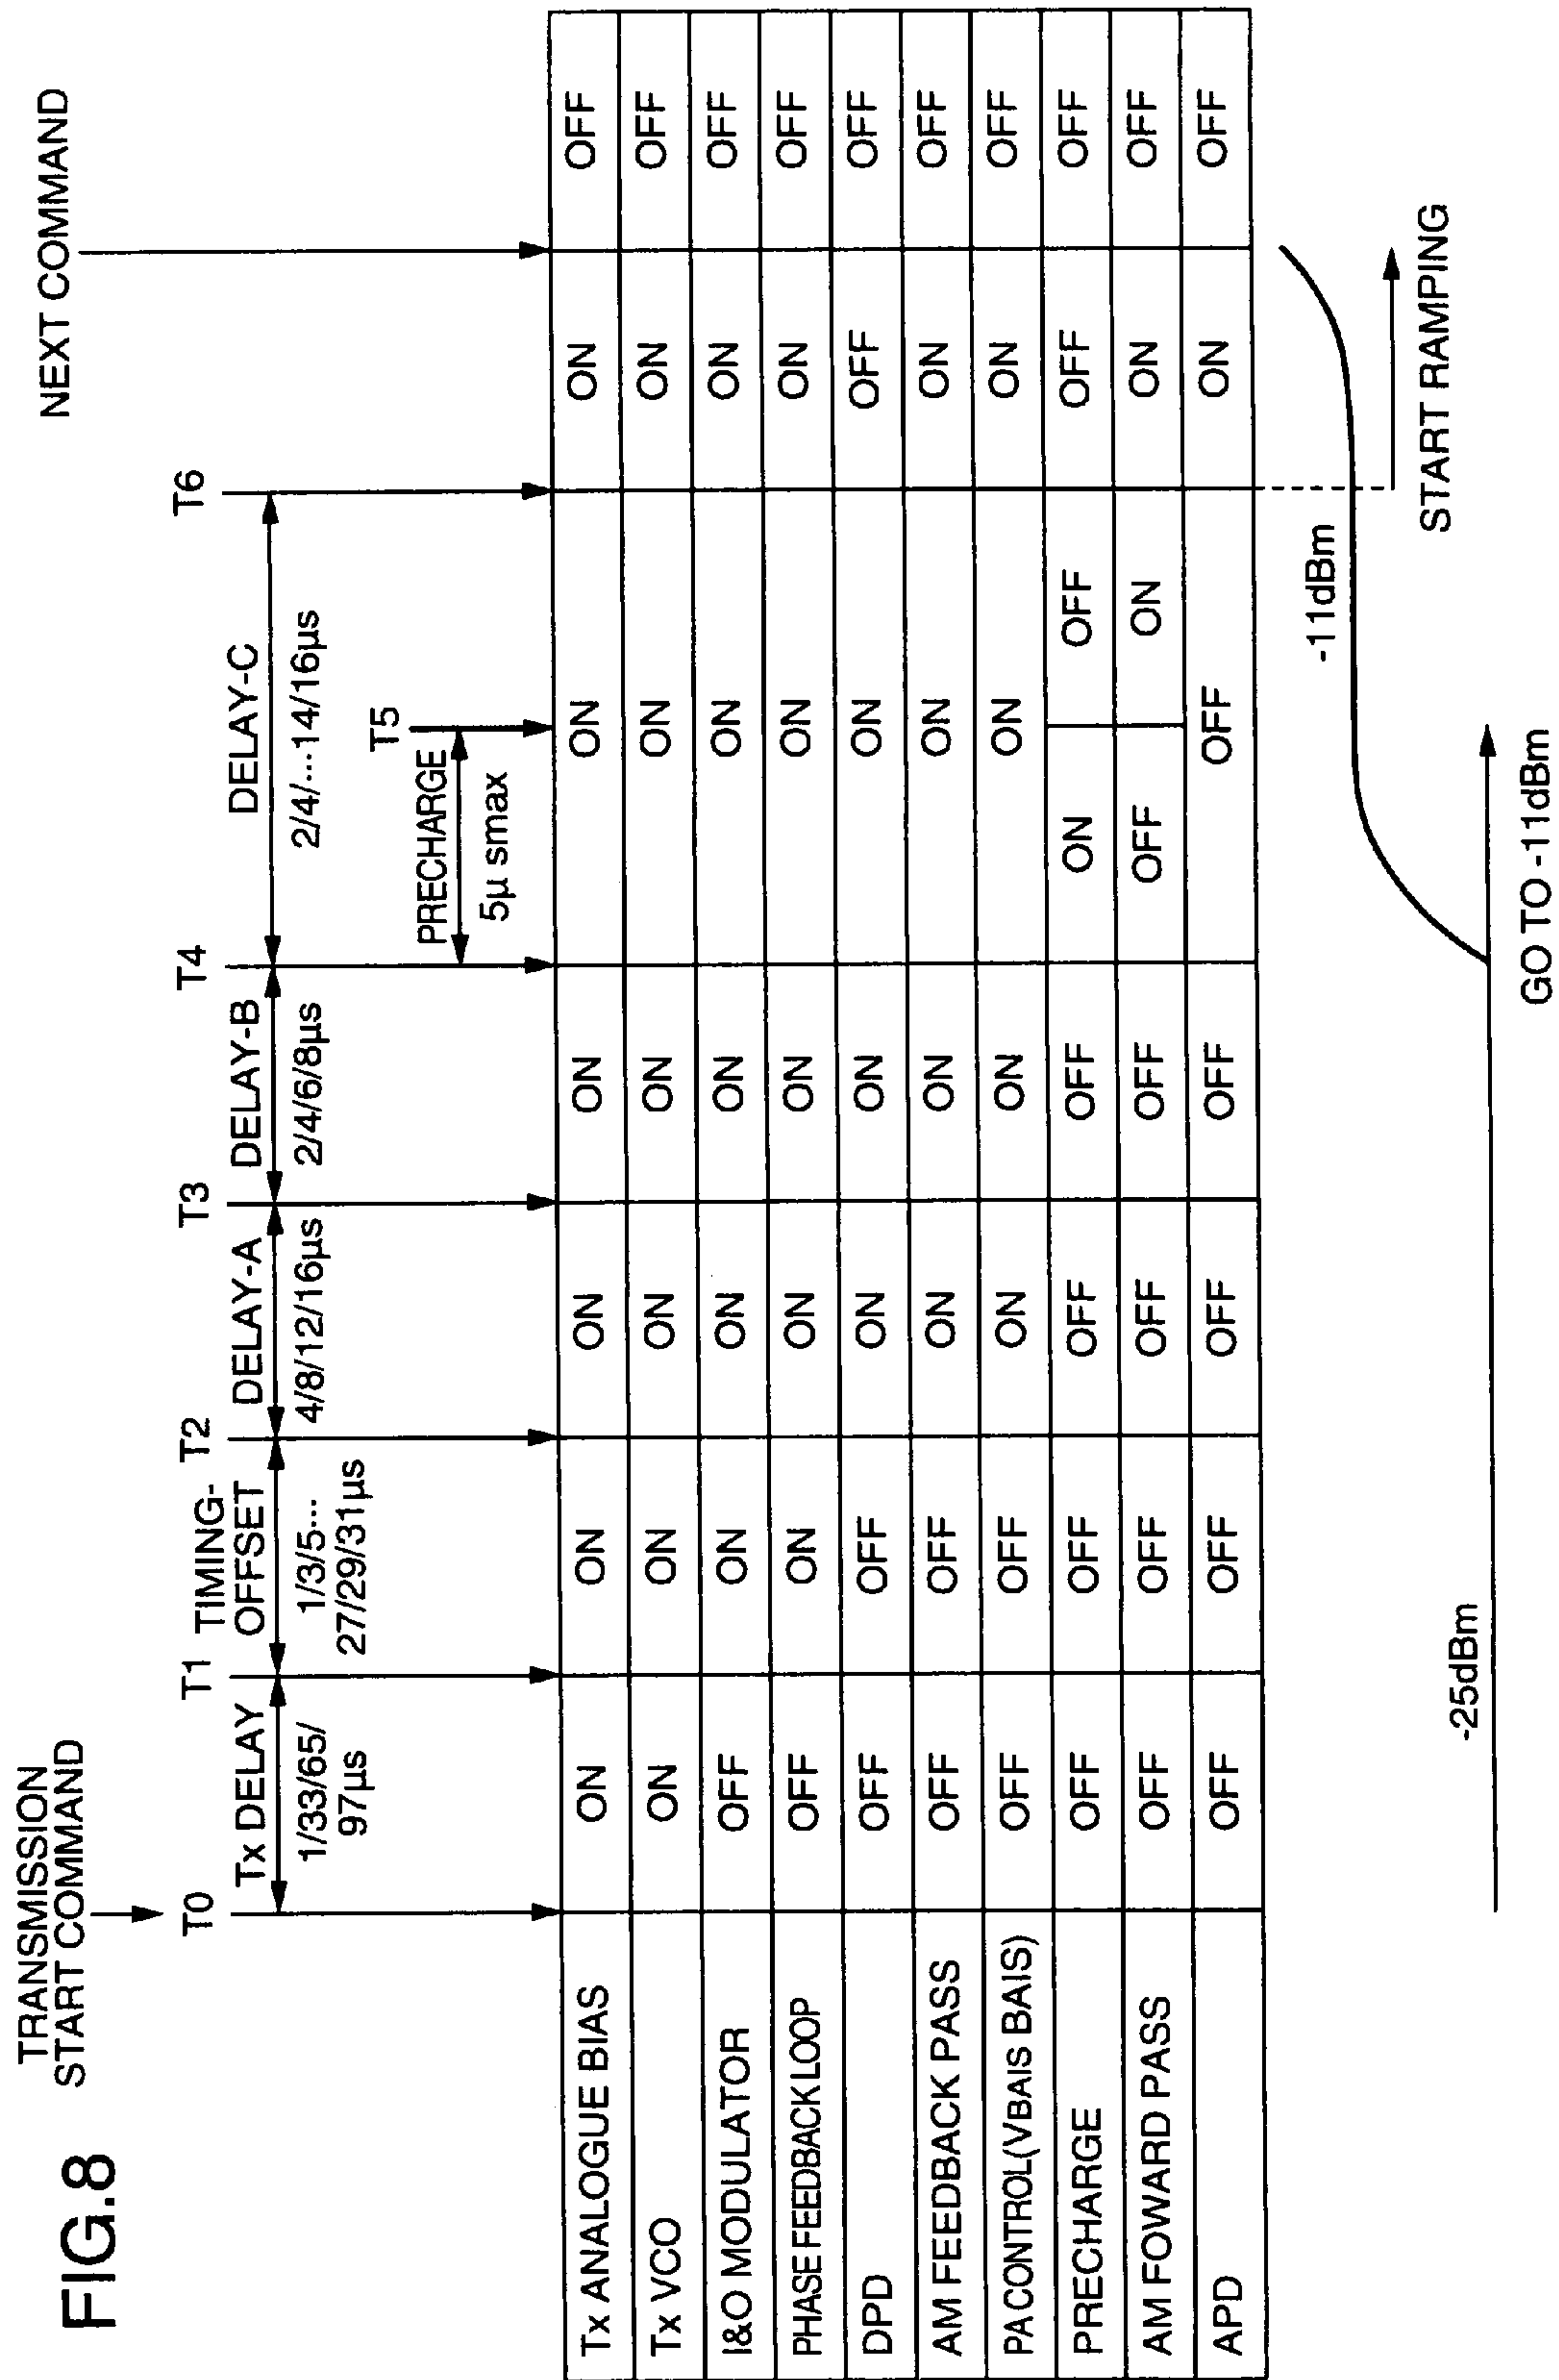 FIG.8
TRANSMISSION
START COMMAND
NEXT COMMAND
T0
T1
T2
T3
T4
T6
Tx DELAY
TIMING-
OFFSET
DELAY-A
DELAY-B
DELAY-C
1/33/65/
97μs
1/3/5…
27/29/31μs
4/8/12/16μs
2/4/6/8μs
2/4/…14/16μs
PRECHARGE
T5
5μ smax
Tx ANALOGUE BIAS ON ON ON ON ON ON OFF
Tx VCO ON ON ON ON ON ON OFF
I&O MODULATOR OFF ON ON ON ON ON OFF
PHASE FEEDBACK LOOP OFF ON ON ON ON ON OFF
DPD OFF OFF ON ON ON OFF OFF
AM FEEDBACK PASS OFF OFF ON ON ON ON OFF
PA CONTROL(VBAIS BAIS) OFF OFF ON ON ON ON OFF
PRECHARGE OFF OFF OFF OFF ON OFF OFF OFF
AM FOWARD PASS OFF OFF OFF OFF OFF ON ON OFF
APD OFF OFF OFF OFF OFF ON OFF
-25dBm
-11dBm
GO TO -11dBm
START RAMPING